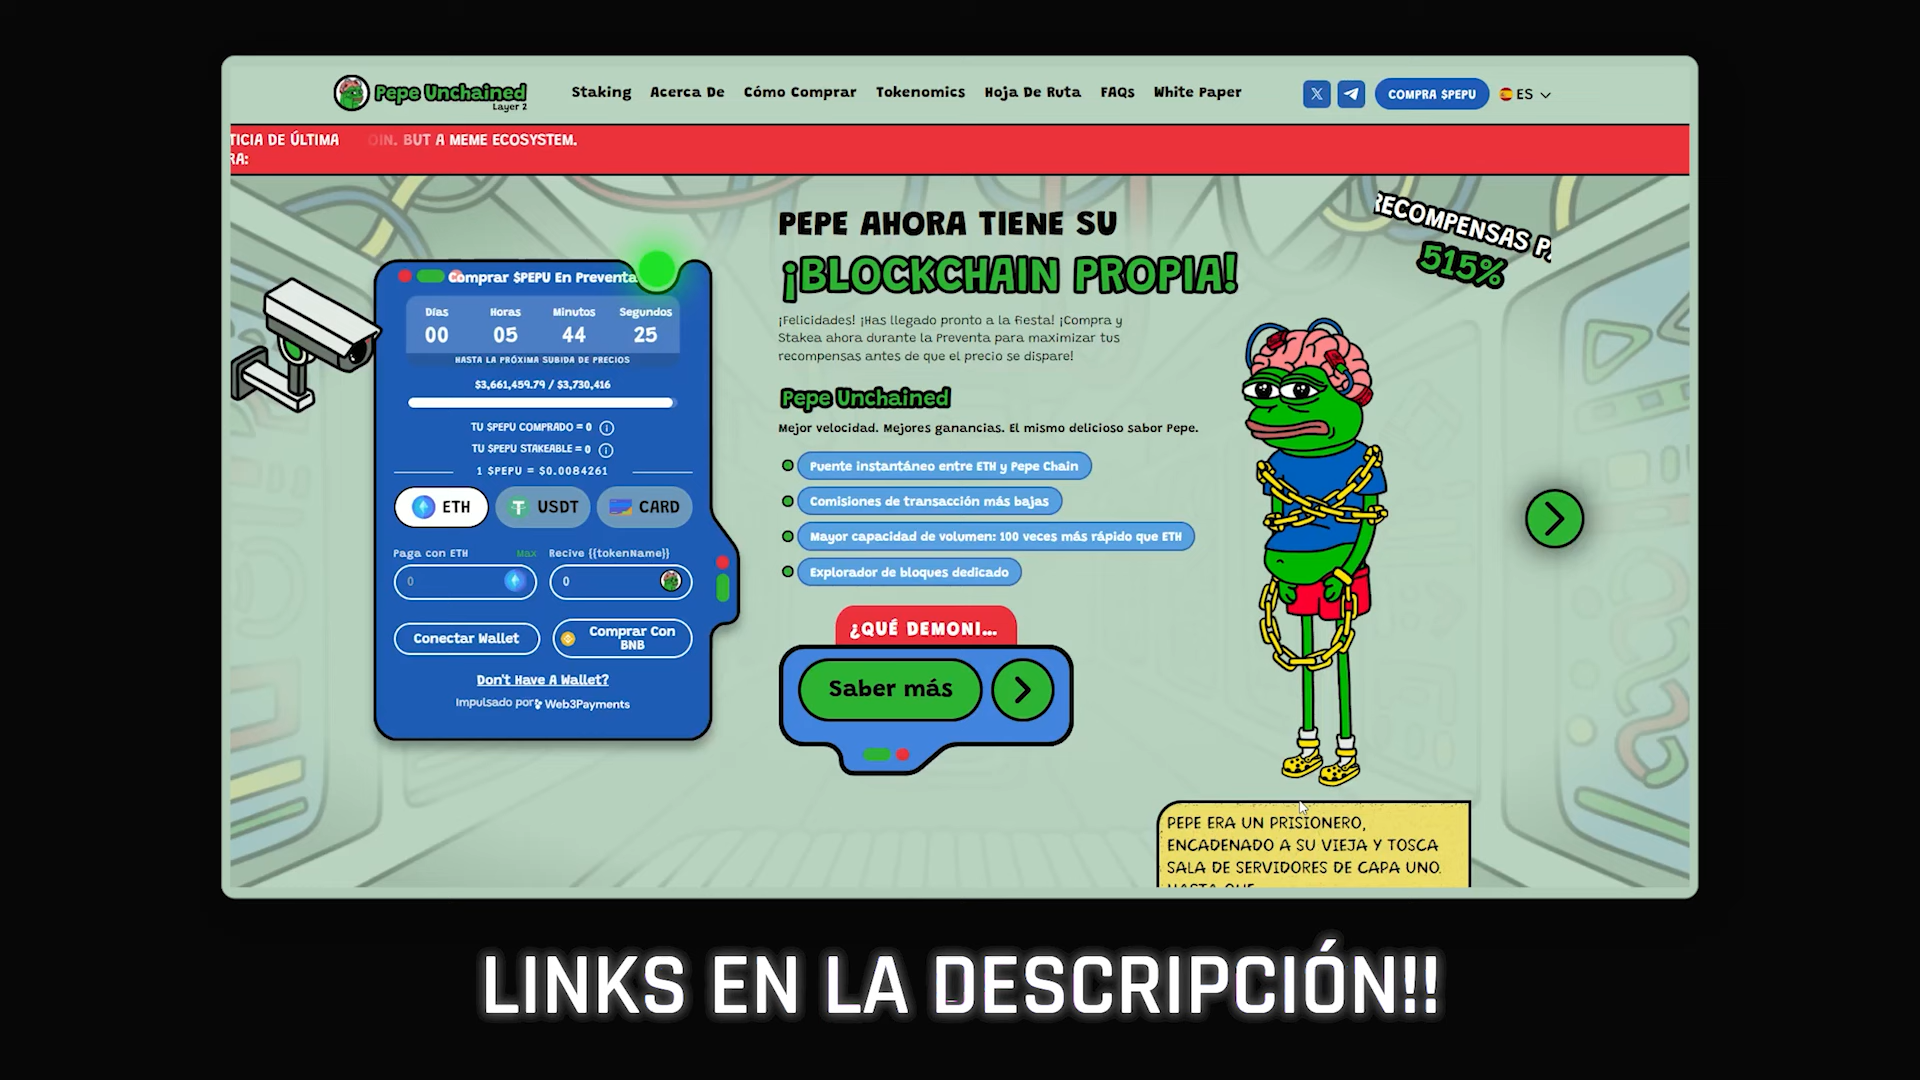 Pepe Unchained
Layer 2
Staking
Acerca De
Cómo Comprar
Tokenomics
Hoja De Ruta
FAQs
White Paper
COMPRA $PEPU
ES
TICIA DE ÚLTIMA
RA:
OIN. BUT A MEME ECOSYSTEM.
Comprar $PEPU En Preventa
Días Horas Minutos Segundos
00 05 44 25
HASTA LA PRÓXIMA SUBIDA DE PRECIOS
$3,661,459.79 / $3,730,416
TU $PEPU COMPRADO = 0
TU $PEPU STAKEABLE = 0
1 $PEPU = $0.0084261
ETH USDT CARD
Paga con ETH Max Recive {{tokenName}}
0 0
Conectar Wallet
Comprar Con
BNB
Don't Have A Wallet?
Impulsado por Web3Payments
PEPE AHORA TIENE SU
¡BLOCKCHAIN PROPIA!
¡Felicidades! ¡Has llegado pronto a la fiesta! ¡Compra y
Stakea ahora durante la Preventa para maximizar tus
recompensas antes de que el precio se dispare!
Pepe Unchained
Mejor velocidad. Mejores ganancias. El mismo delicioso sabor Pepe.
Puente instantáneo entre ETH y Pepe Chain
Comisiones de transacción más bajas
Mayor capacidad de volumen: 100 veces más rápido que ETH
Explorador de bloques dedicado
¿QUÉ DEMONI...
Saber más
RECOMPENSAS P.
515%
PEPE ERA UN PRISIONERO,
ENCADENADO A SU VIEJA Y TOSCA
SALA DE SERVIDORES DE CAPA UNO.
HASTA QUE
LINKS EN LA DESCRIPCIÓN!!